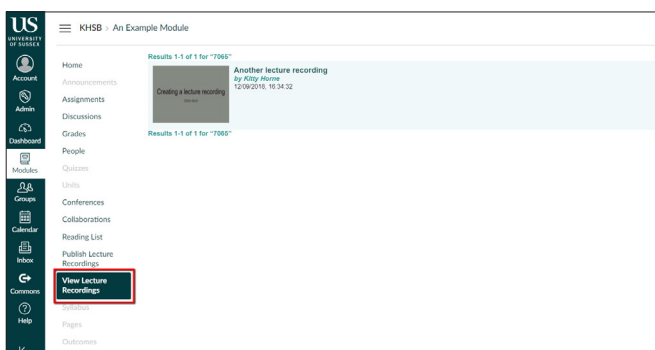 US
UNIVERSITY
OF SUSSEX
KHSB > An Example Module
Account
Admin
Dashboard
Modules
Groups
Calendar
Inbox
Commons
Help
Home
Announcements
Assignments
Discussions
Grades
People
Quizzes
Units
Conferences
Collaborations
Reading List
Publish Lecture
Recordings
View Lecture
Recordings
Syllabus
Pages
Outcomes
Results 1-1 of 1 for "7065"
Creating a lecture recording
Another lecture recording
by Kitty Horne
12/09/2018, 16:34:32
Results 1-1 of 1 for "7065"